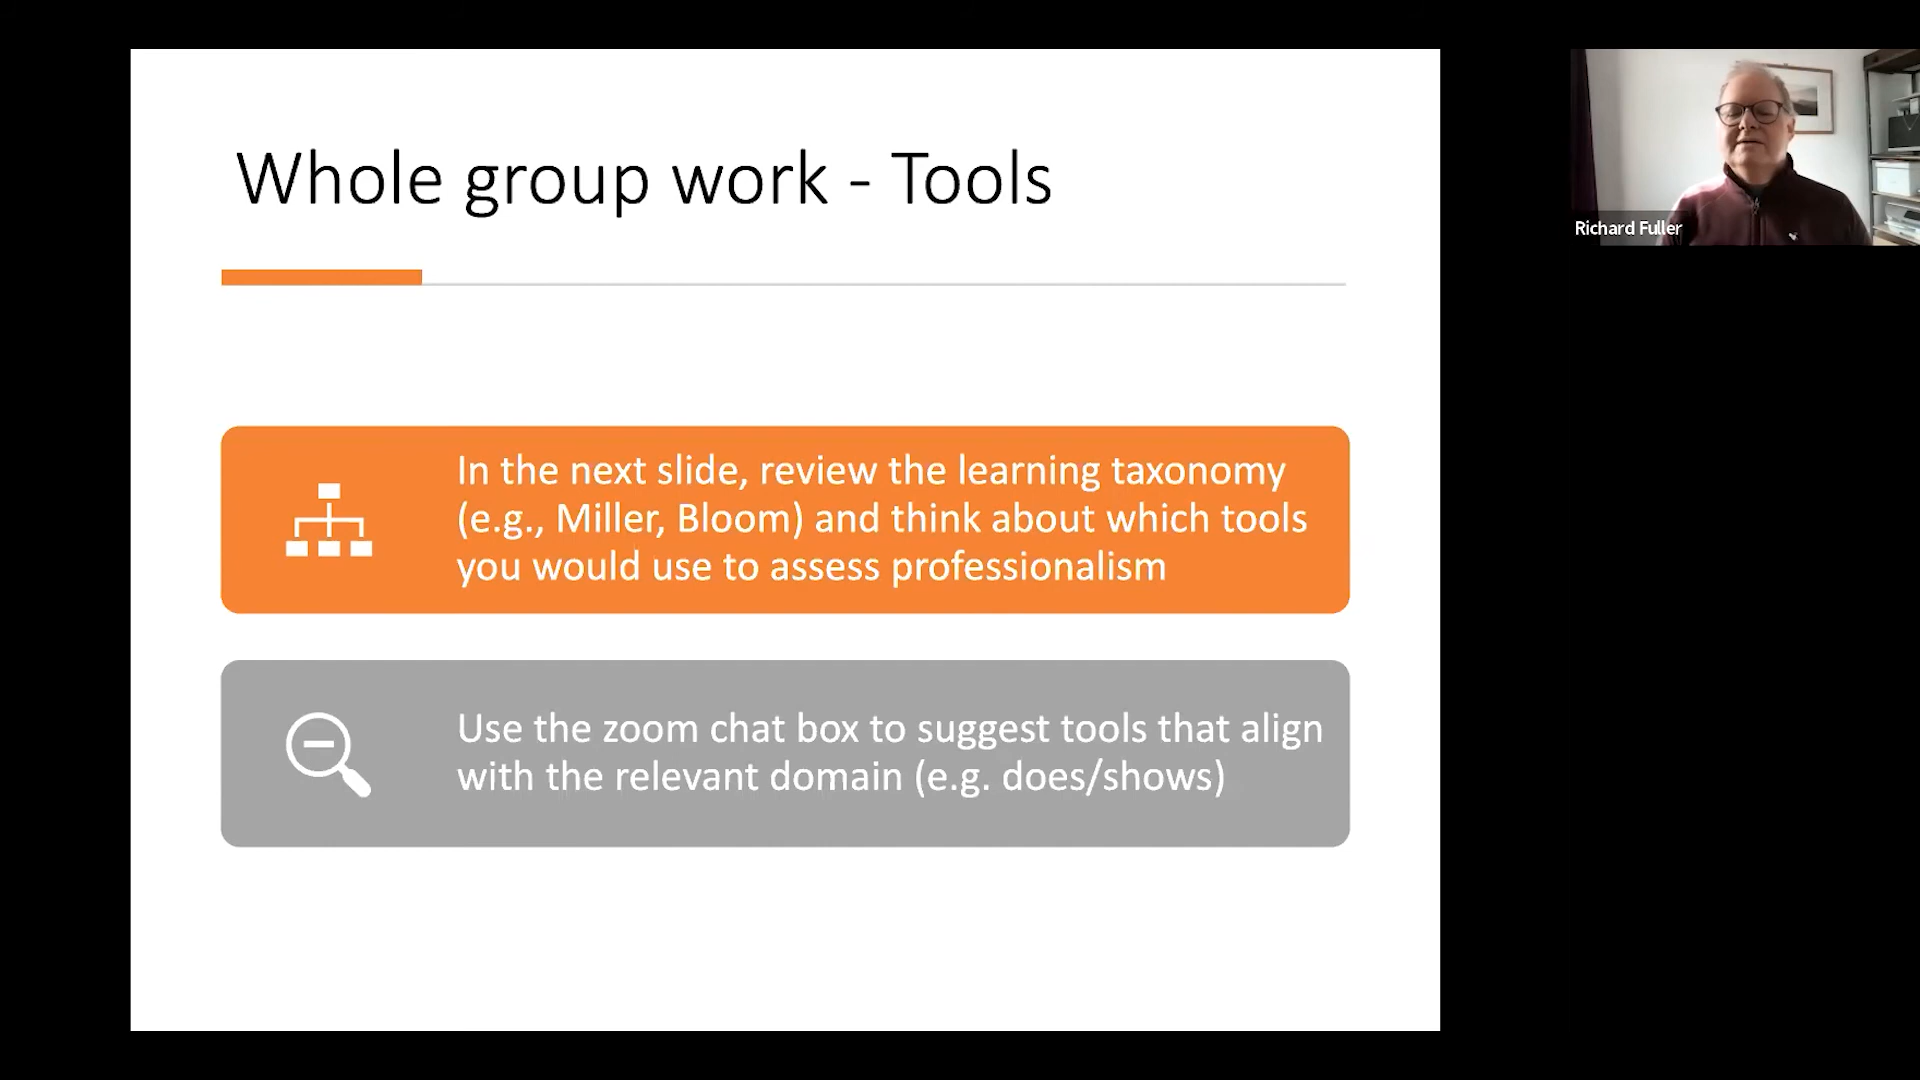 Whole group work - Tools
In the next slide, review the learning taxonomy
(e.g., Miller, Bloom) and think about which tools
you would use to assess professionalism
Use the zoom chat box to suggest tools that align
with the relevant domain (e.g. does/shows)
Richard Fuller